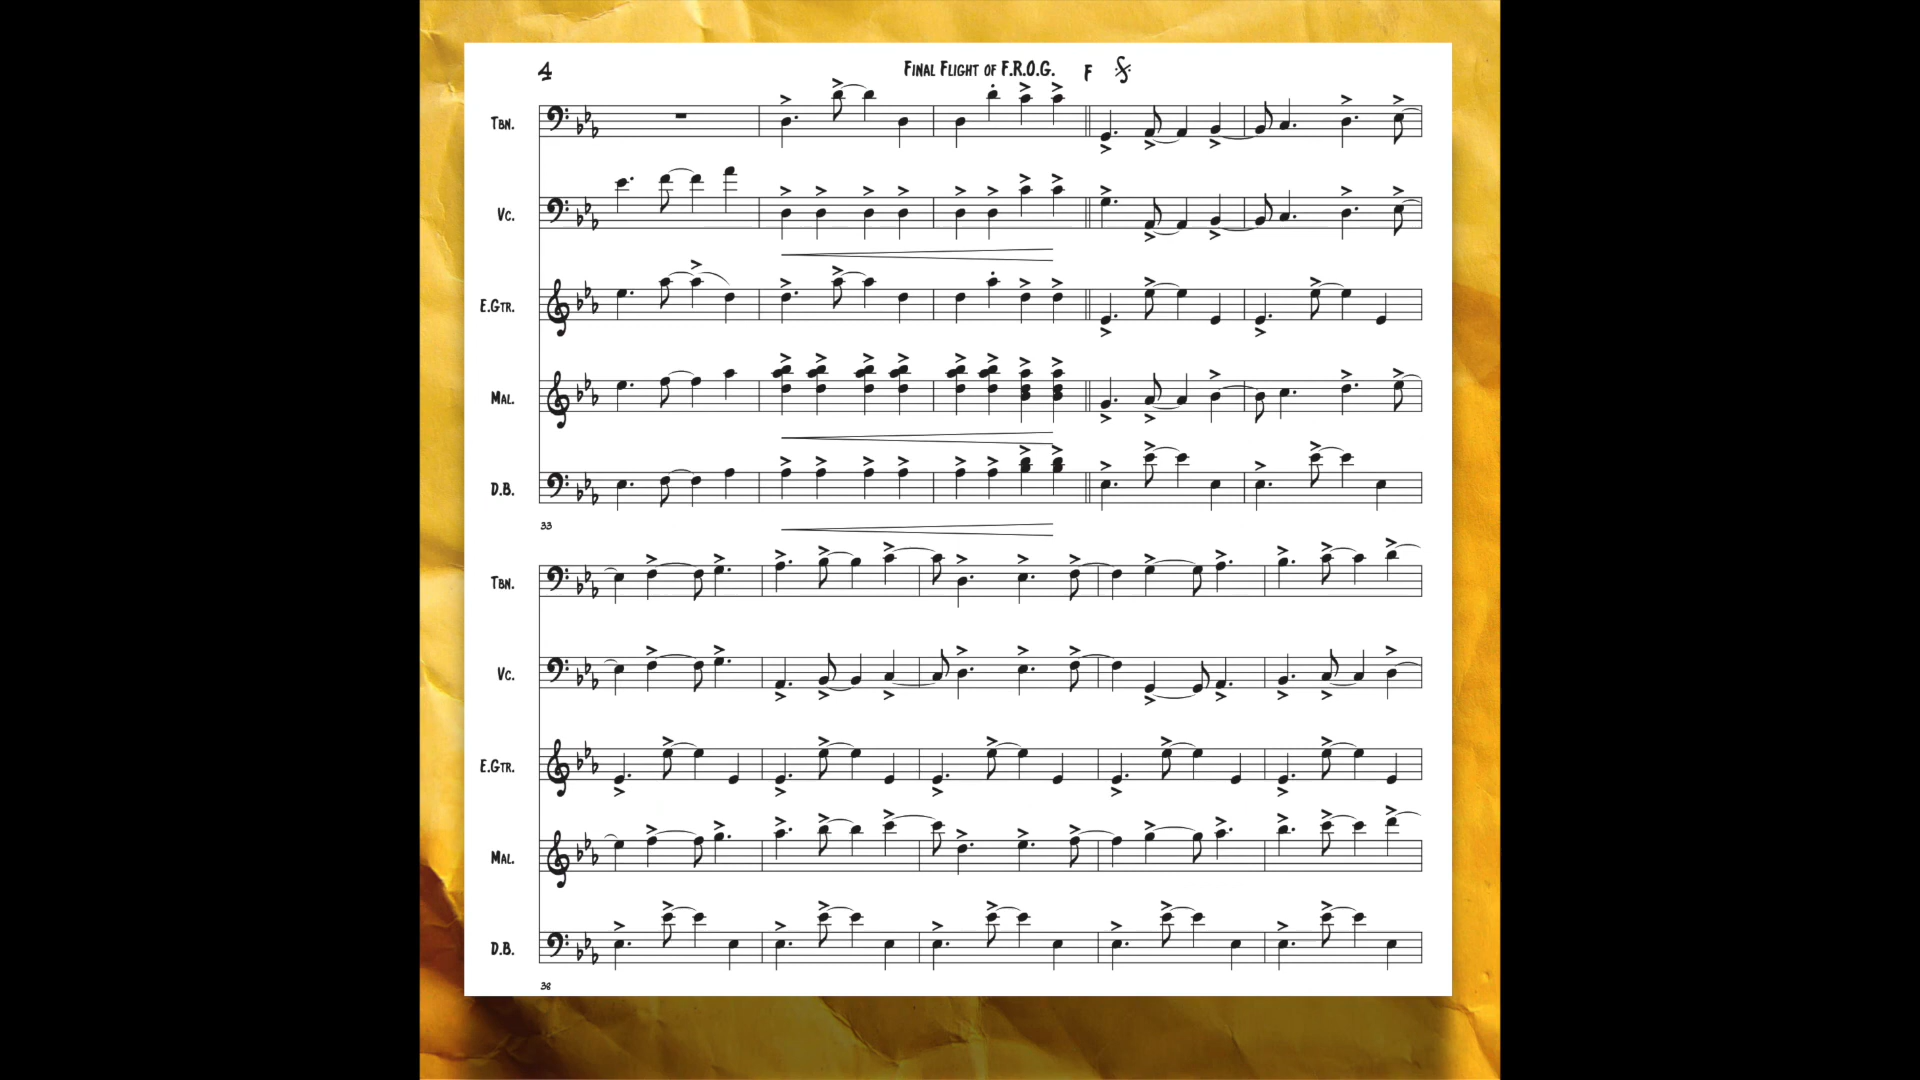 4 Final Flight of F.R.O.G. F
Tbn.
Vc.
E.Gtr.
Mal.
D.B.
33
Tbn.
Vc.
E.Gtr.
Mal.
D.B.
38